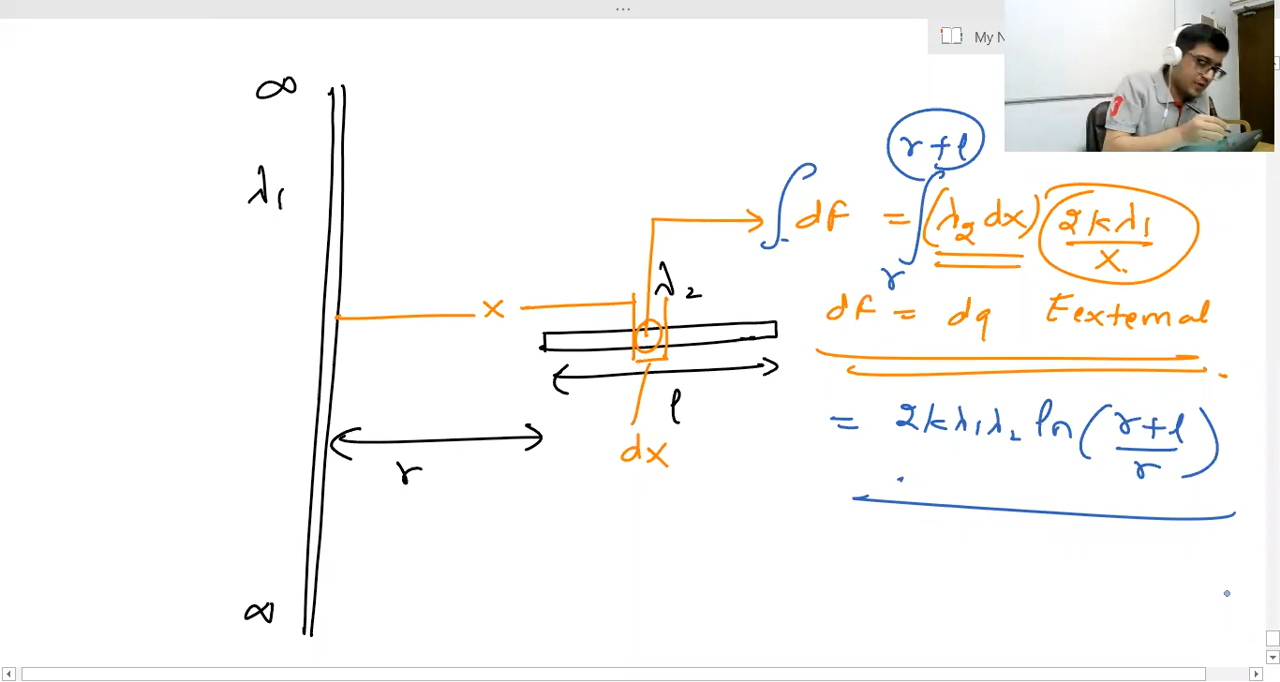 My N
∞
λ₁
r+l
∫ dF = ∫ (λ₂ dx) 2kλ₁
r
x
λ₂
x
dF = dq Eexternal
l
= 2kλ₁λ₂ ln (r+l / r)
dx
r
∞